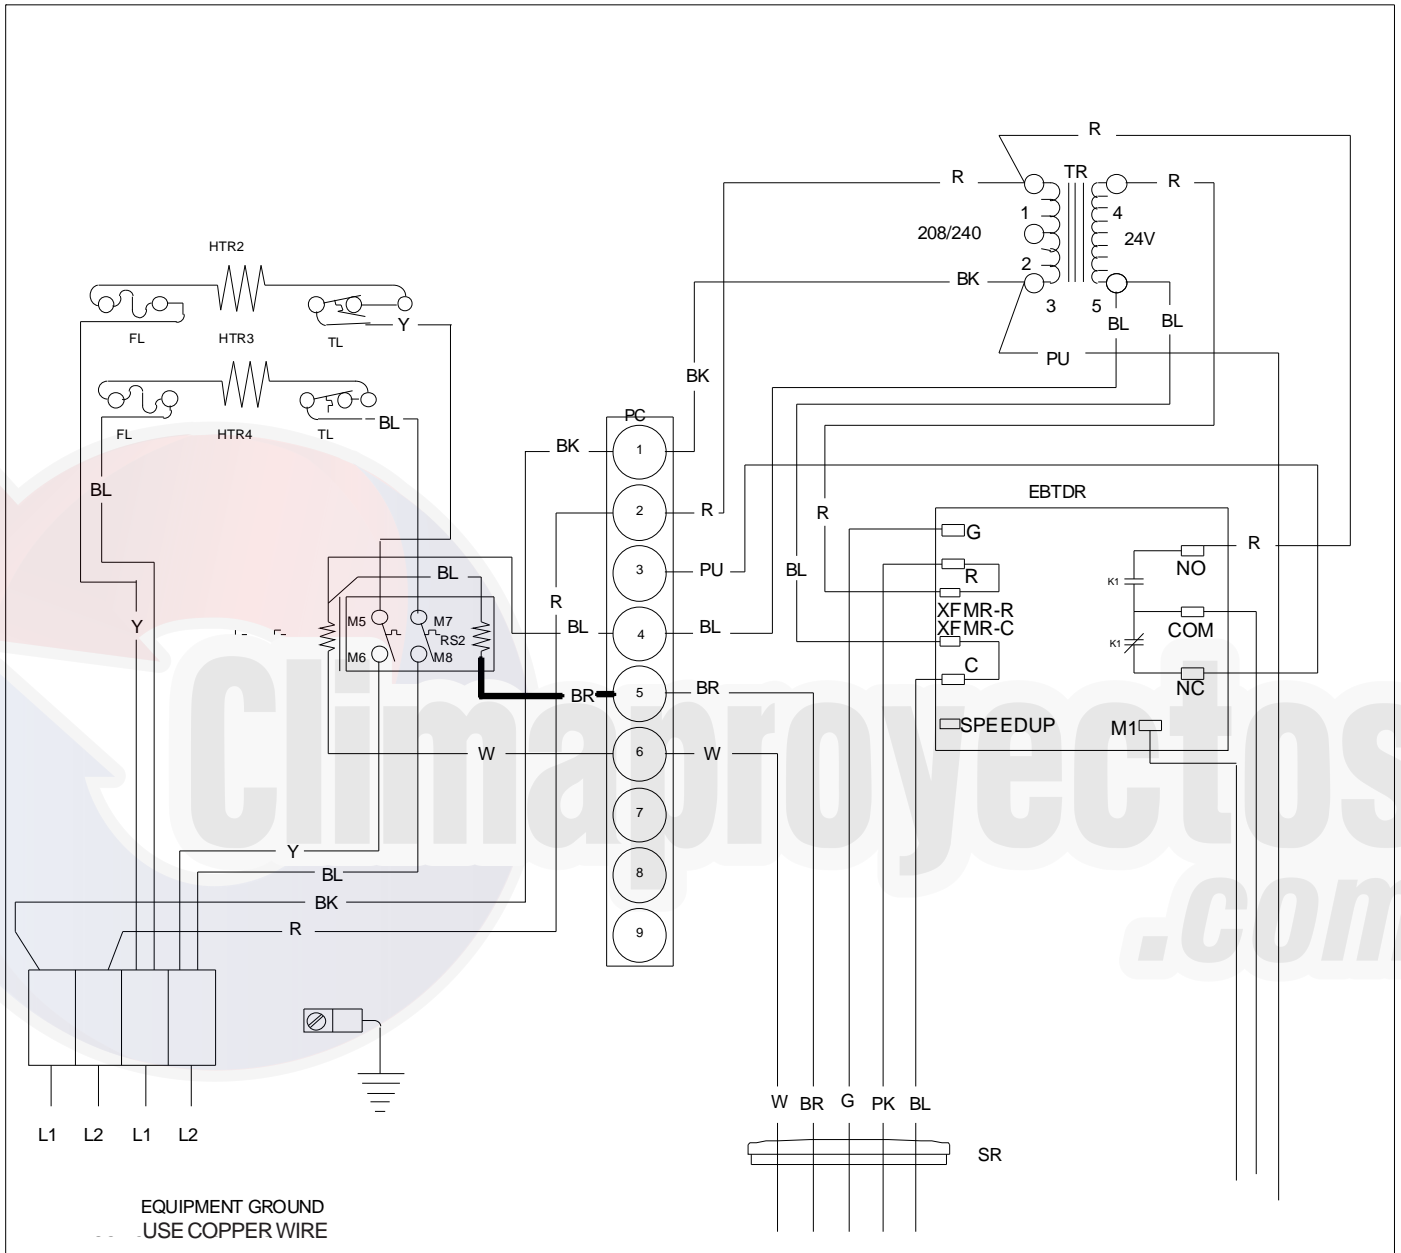 R
R
TR
R
1
4
208/240
24V
HTR2
2
BK
3
5
BL
BL
Y
FL
HTR3
TL
PU
BK
PC
BL
FL
HTR4
TL
BK
1
BL
EBTDR
2
R
R
G
R
NO
K1
3
PU
BL
BL
R
XFMR-R
XFMR-C
COM
K1
Y
M5
M7
RS2
M6
M8
BL
4
BL
C
NC
BR
5
BR
SPEEDUP
M1
W
6
W
7
Y
BL
8
BK
R
9
Climaproyectos
.com
W
BR
G
PK
BL
L1
L2
L1
L2
SR
EQUIPMENT GROUND
USE COPPER WIRE